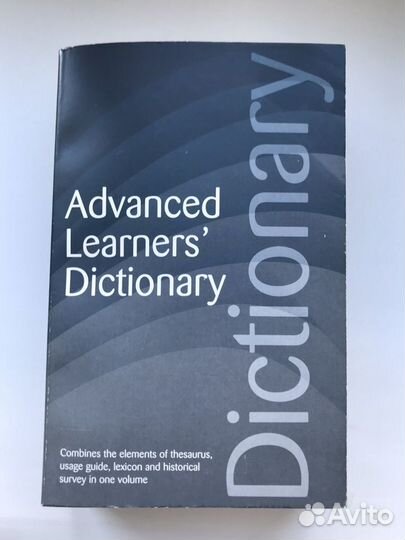 Advanced
Learners'
Dictionary
Dictionary
Combines the elements of thesaurus,
usage guide, lexicon and historical
survey in one volume
Avito